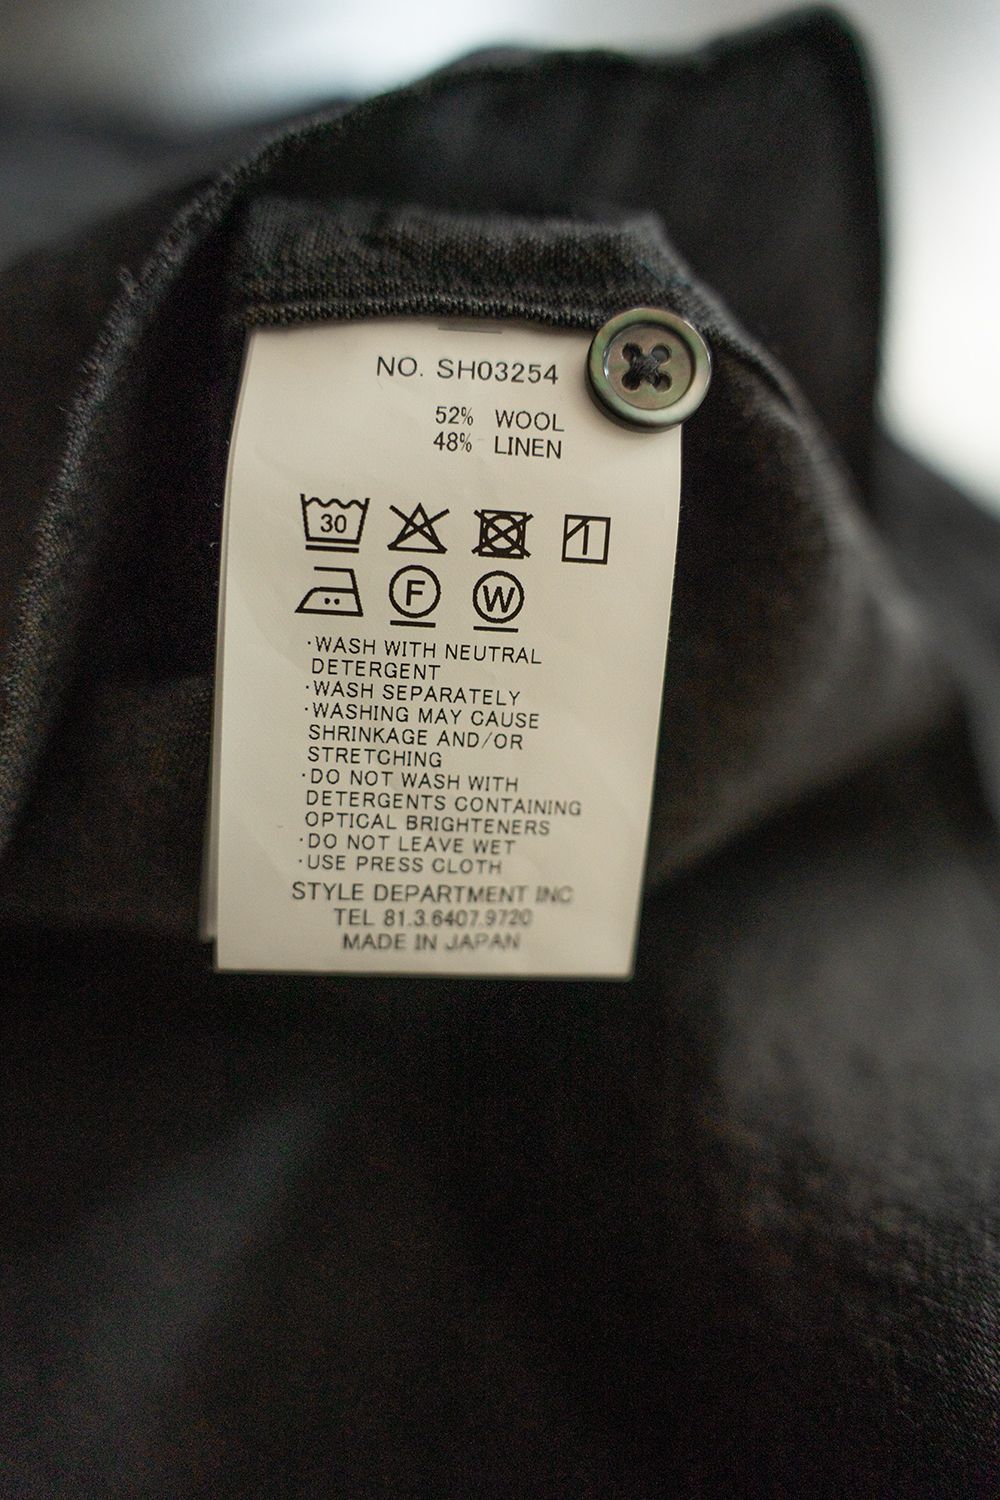 NO. SH03254
52% WOOL
48% LINEN
30
F W
·WASH WITH NEUTRAL
DETERGENT
·WASH SEPARATELY
·WASHING MAY CAUSE
SHRINKAGE AND/OR
STRETCHING
·DO NOT WASH WITH
DETERGENTS CONTAINING
OPTICAL BRIGHTENERS
·DO NOT LEAVE WET
·USE PRESS CLOTH
STYLE DEPARTMENT INC
TEL 81.3.6407.9720
MADE IN JAPAN